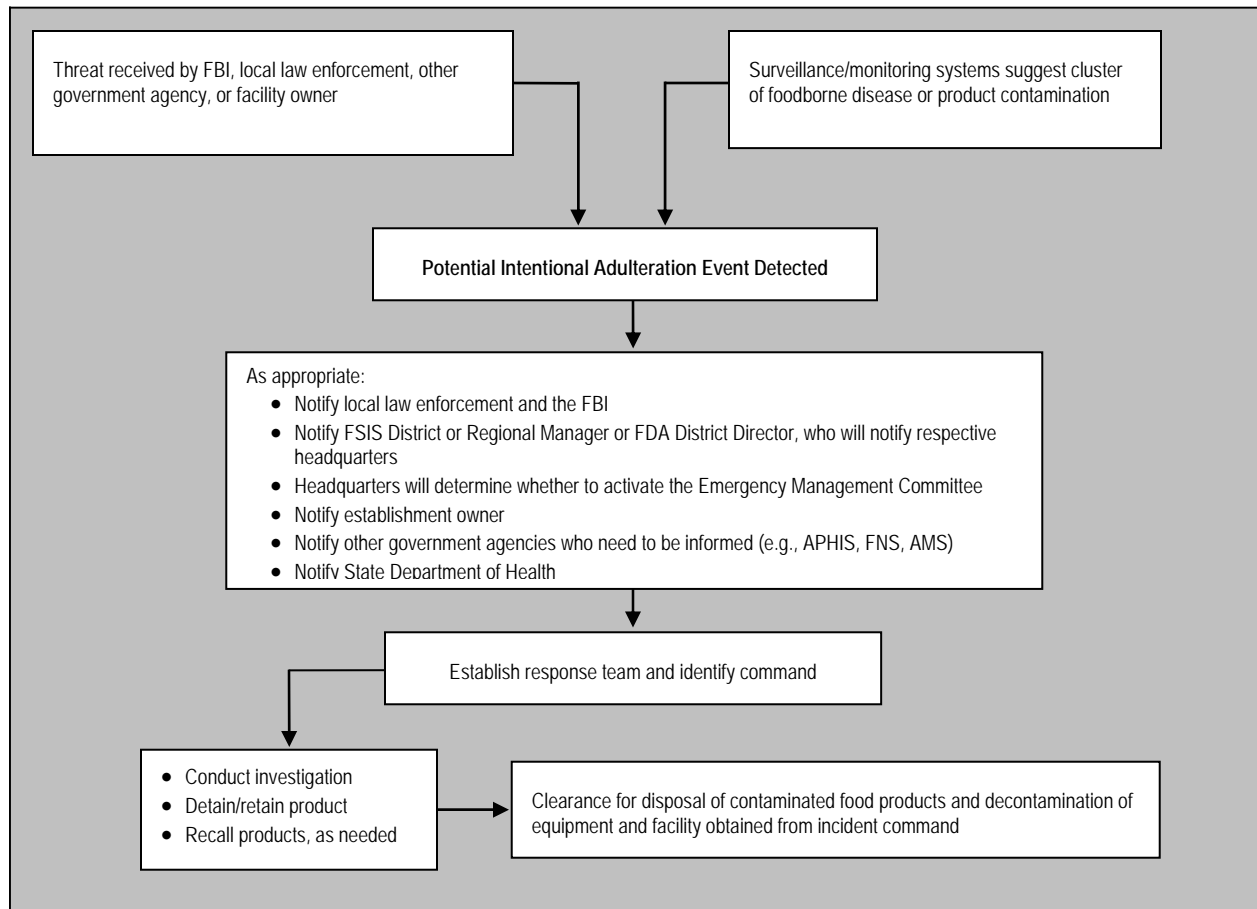 Threat received by FBI, local law enforcement, other
government agency, or facility owner
Surveillance/monitoring systems suggest cluster
of foodborne disease or product contamination
Potential Intentional Adulteration Event Detected
As appropriate:
• Notify local law enforcement and the FBI
• Notify FSIS District or Regional Manager or FDA District Director, who will notify respective
headquarters
• Headquarters will determine whether to activate the Emergency Management Committee
• Notify establishment owner
• Notify other government agencies who need to be informed (e.g., APHIS, FNS, AMS)
• Notify State Department of Health
Establish response team and identify command
• Conduct investigation
• Detain/retain product
• Recall products, as needed
Clearance for disposal of contaminated food products and decontamination of
equipment and facility obtained from incident command